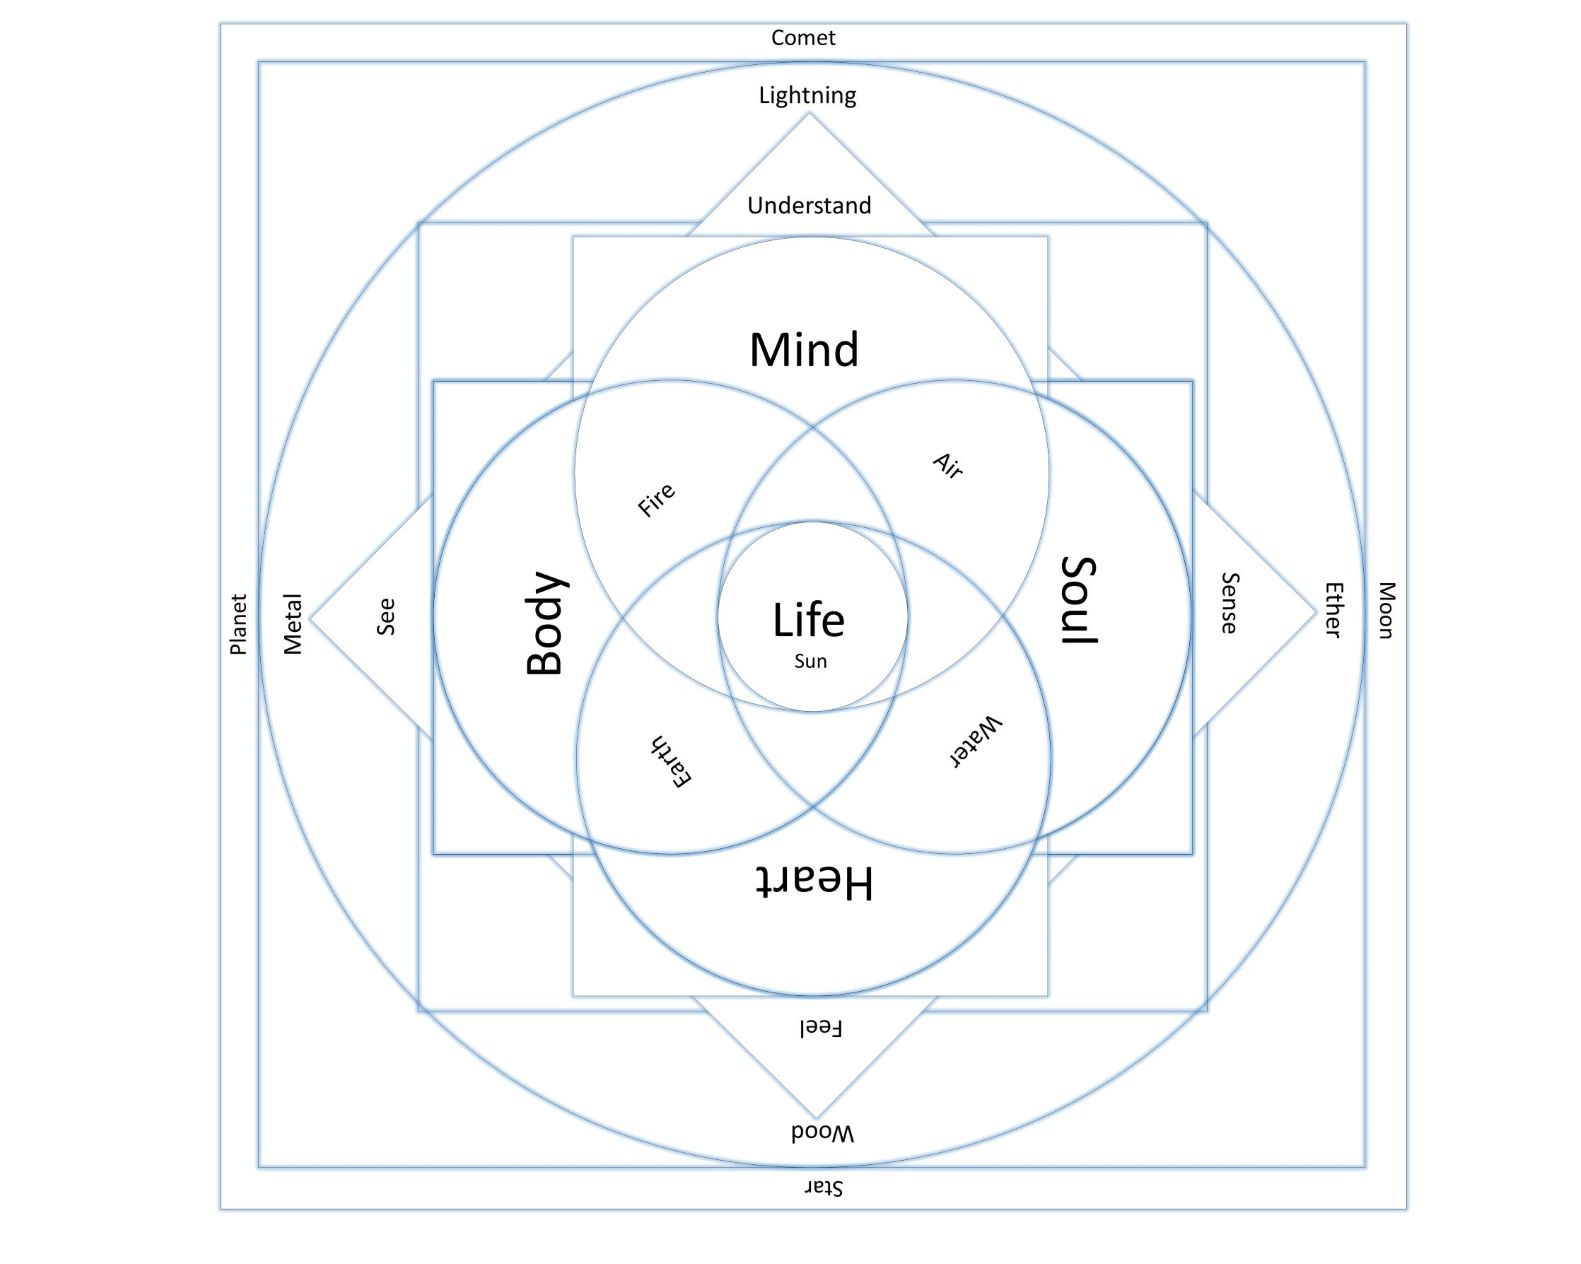 Comet
Lightning
Understand
Mind
Fire
Air
Planet
Metal
See
Body
Life
Sun
Soul
Sense
Ether
Moon
Earth
Water
Heart
Feel
Wood
Star